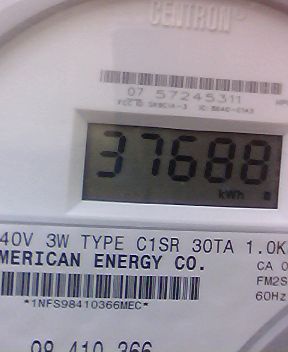 CENTRON
07 57245311
37688
kWh
40V 3W TYPE C1SR 30TA 1.0K
MERICAN ENERGY CO.
CA 0
FM2S
60Hz
*1NFS98410366MEC*
98 410 366